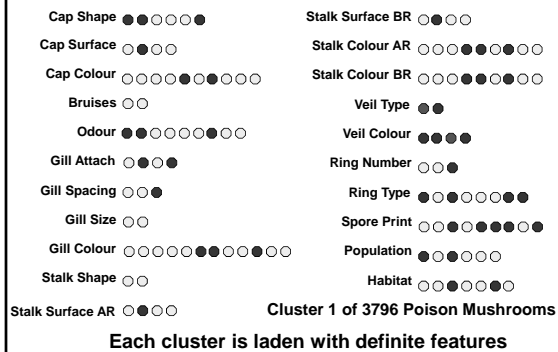 Cap Shape
Cap Surface
Cap Colour
Bruises
Odour
Gill Attach
Gill Spacing
Gill Size
Gill Colour
Stalk Shape
Stalk Surface AR
Stalk Surface BR
Stalk Colour AR
Stalk Colour BR
Veil Type
Veil Colour
Ring Number
Ring Type
Spore Print
Population
Habitat
Cluster 1 of 3796 Poison Mushrooms
Each cluster is laden with definite features